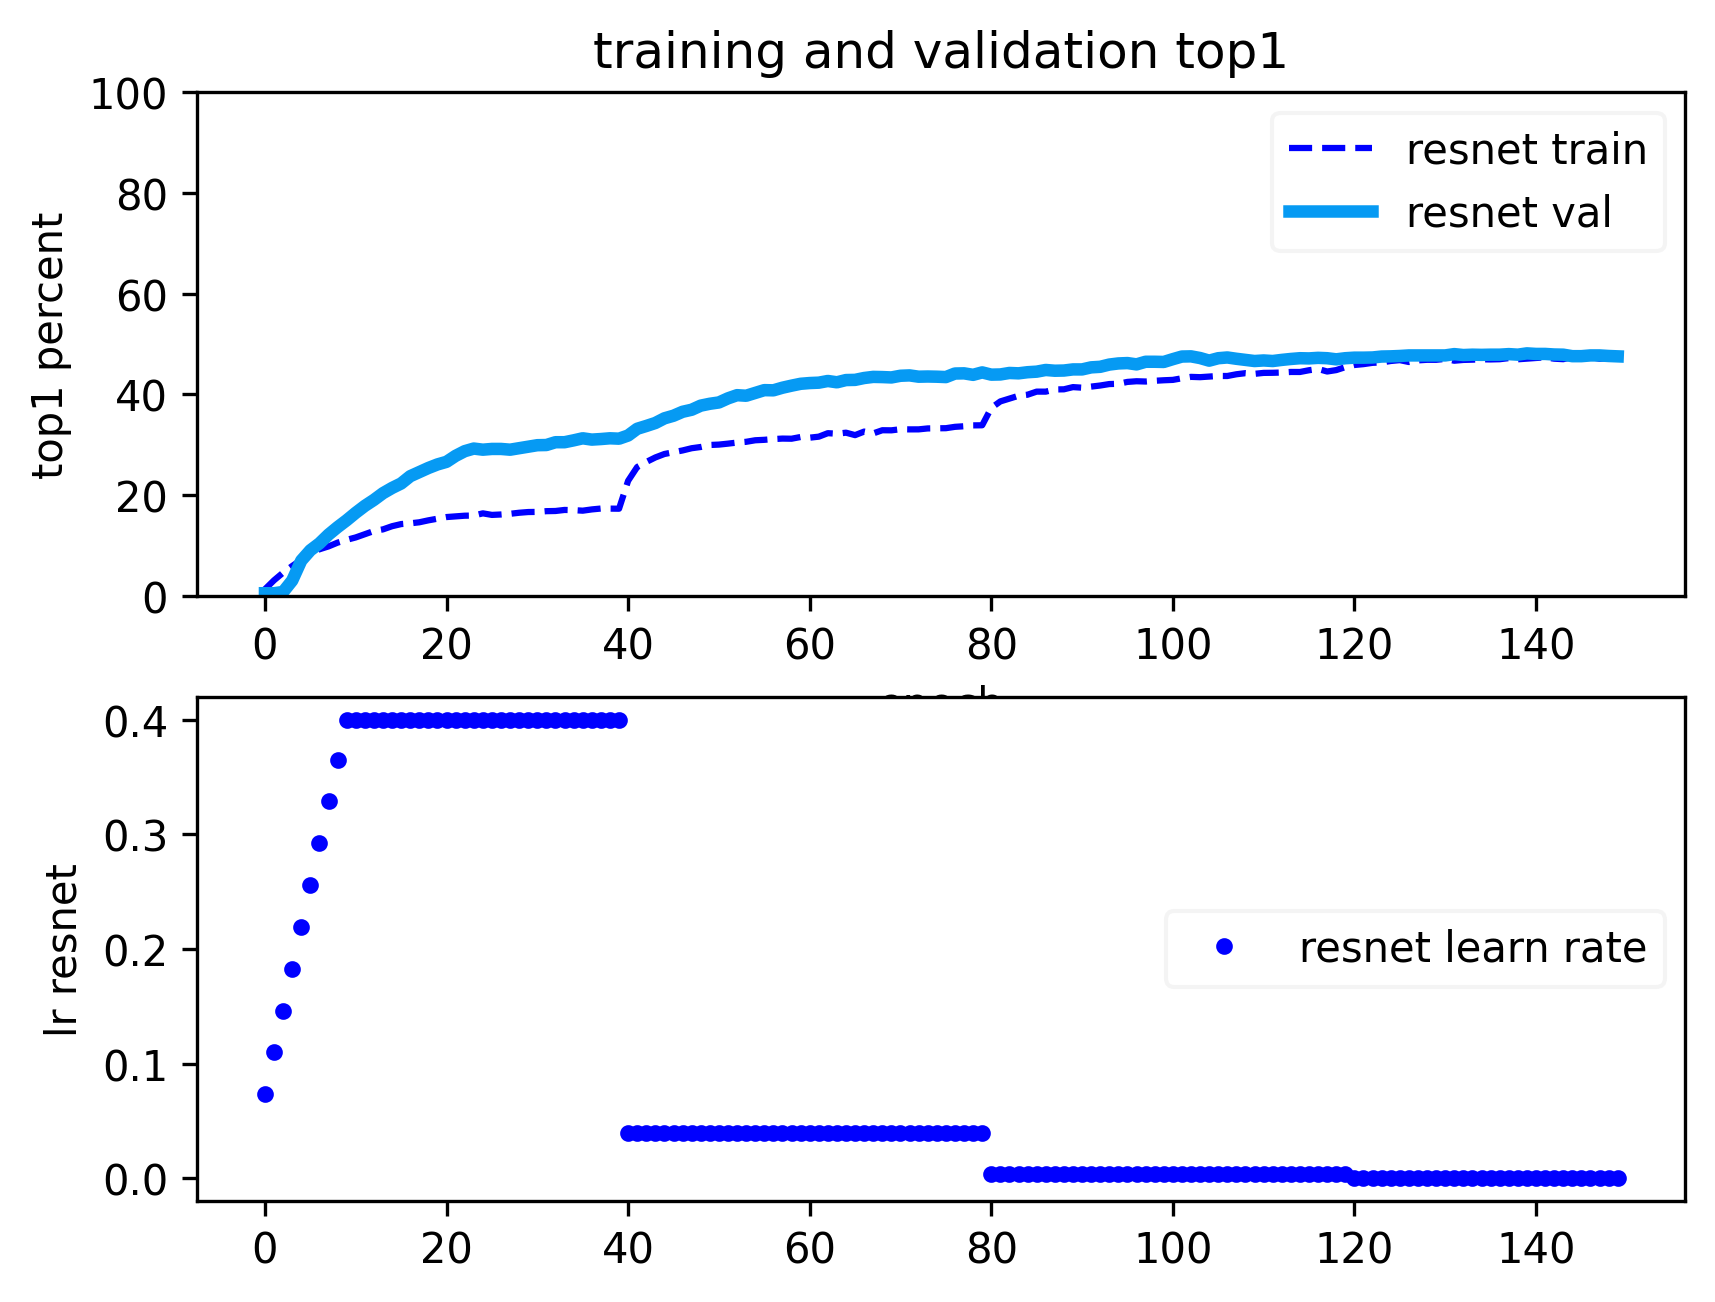 training and validation top1
top1 percent
100
80
60
40
20
0
resnet train
resnet val
0 20 40 60 80 100 120 140
lr resnet
0.4
0.3
0.2
0.1
0.0
resnet learn rate
0 20 40 60 80 100 120 140